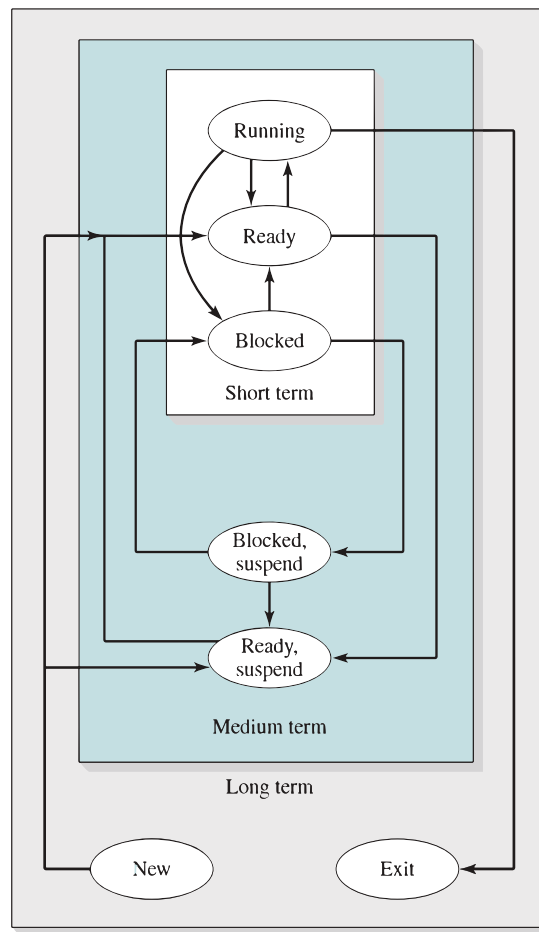 Running
Ready
Blocked
Short term
Blocked,
suspend
Ready,
suspend
Medium term
Long term
New
Exit